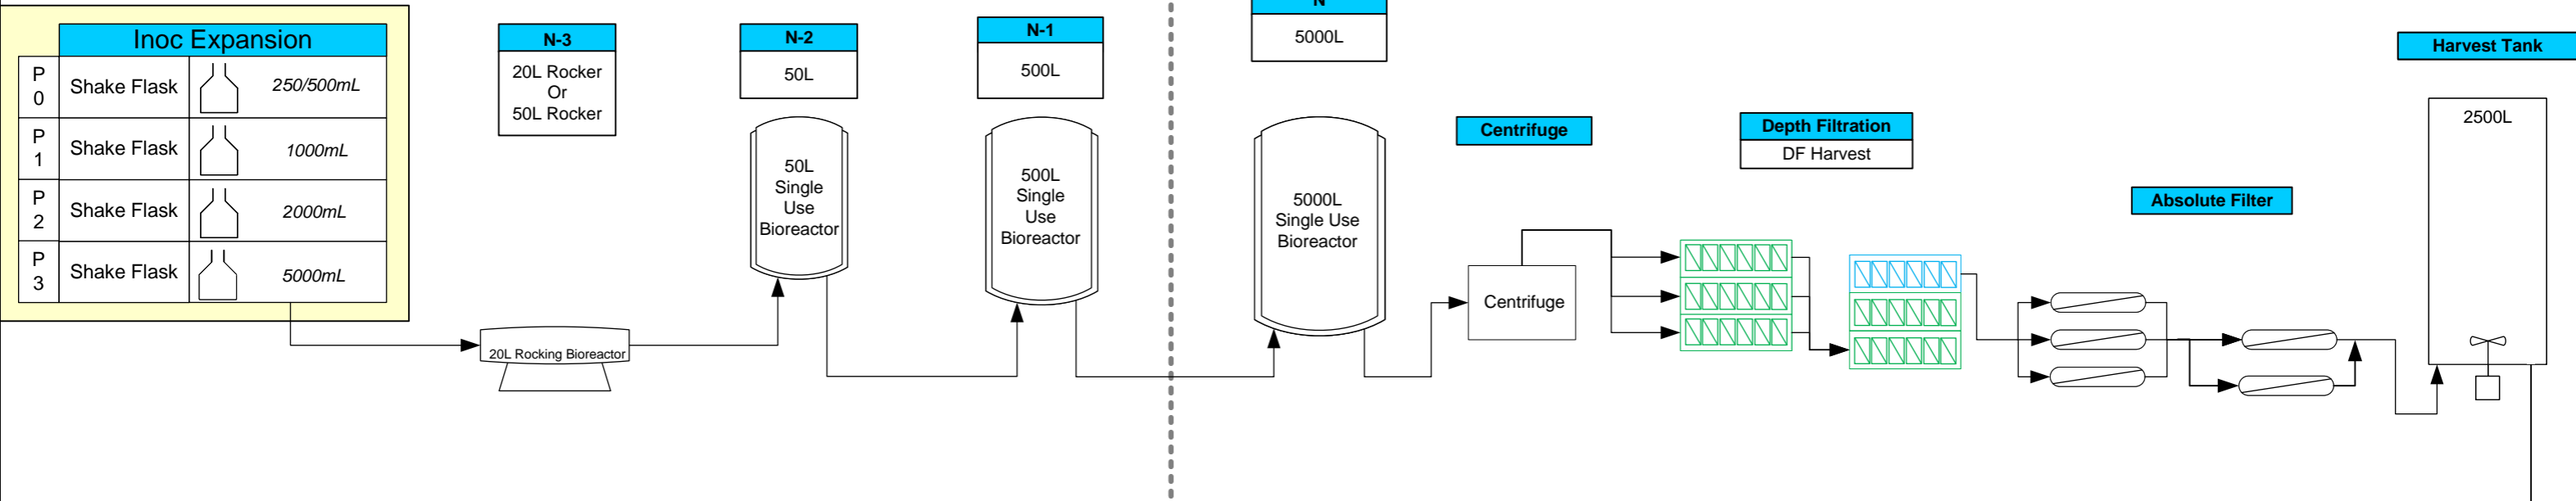 Inoc Expansion
P
0
Shake Flask
250/500mL
P
1
Shake Flask
1000mL
P
2
Shake Flask
2000mL
P
3
Shake Flask
5000mL
N-3
20L Rocker
Or
50L Rocker
20L Rocking Bioreactor
N-2
50L
50L
Single
Use
Bioreactor
N-1
500L
500L
Single
Use
Bioreactor
N
5000L
5000L
Single Use
Bioreactor
Centrifuge
Centrifuge
Depth Filtration
DF Harvest
Absolute Filter
Harvest Tank
2500L